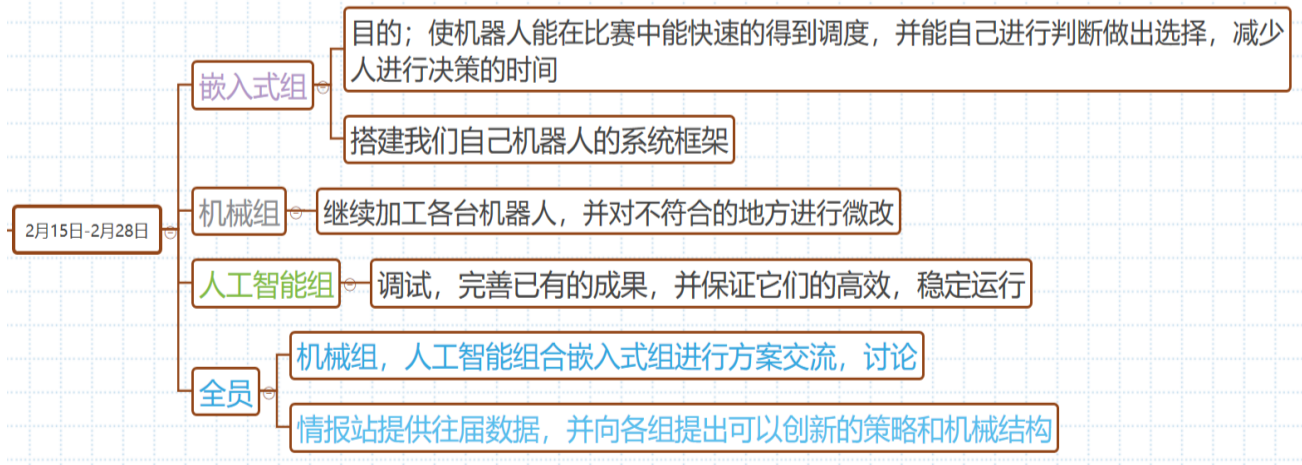 2月15日-2月28日
嵌入式组
目的；使机器人能在比赛中能快速的得到调度，并能自己进行判断做出选择，减少
人进行决策的时间
搭建我们自己机器人的系统框架
机械组
继续加工各台机器人，并对不符合的地方进行微改
人工智能组
调试，完善已有的成果，并保证它们的高效，稳定运行
全员
机械组，人工智能组合嵌入式组进行方案交流，讨论
情报站提供往届数据，并向各组提出可以创新的策略和机械结构